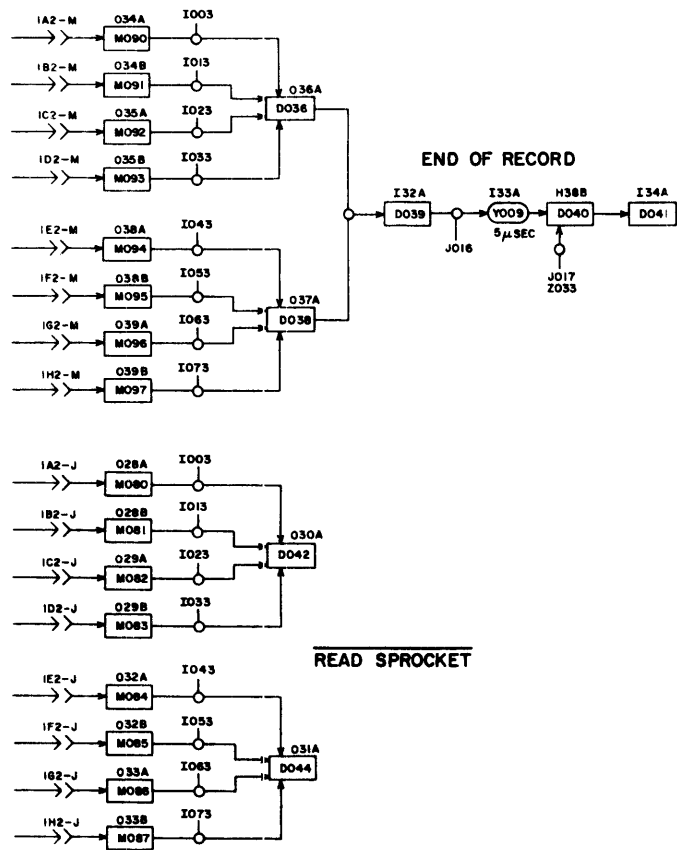 1A2-M 034A M090 I003
1B2-M 034B M091 I013
036A D036
1C2-M 035A M092 I023
1D2-M 035B M093 I033
END OF RECORD
I32A D039 J016 I33A Y009 5μSEC H38B D040 J017 Z033 I34A D041
1E2-M 038A M094 I043
1F2-M 038B M095 I053
037A D038
1G2-M 039A M096 I063
1H2-M 039B M097 I073
1A2-J 028A M080 I003
1B2-J 028B M081 I013
030A D042
1C2-J 029A M082 I023
1D2-J 029B M083 I033
READ SPROCKET
1E2-J 032A M084 I043
1F2-J 032B M085 I053
031A D044
1G2-J 033A M086 I063
1H2-J 033B M087 I073